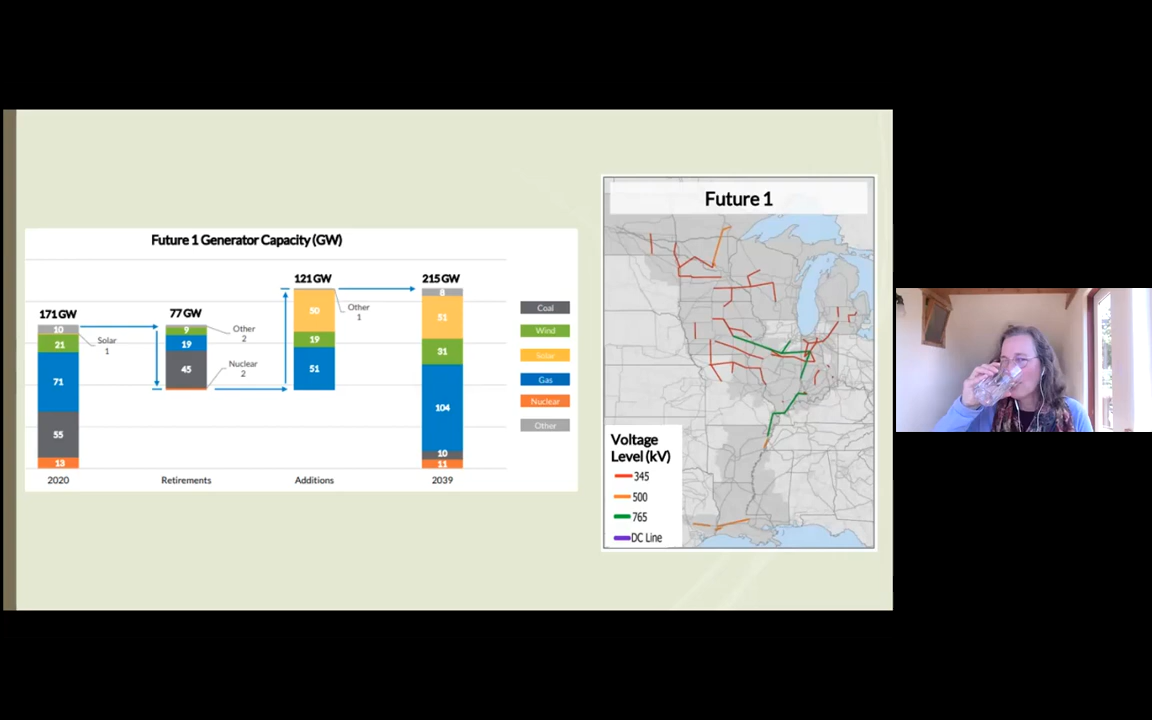 Future 1 Generator Capacity (GW)
171 GW
10
21
71
55
13
2020
Solar
1
77 GW
9
19
45
Retirements
Other
2
Nuclear
2
121 GW
50
19
51
Additions
Other
1
215 GW
8
51
31
104
10
11
2039
Coal
Wind
Solar
Gas
Nuclear
Other
Future 1
Voltage
Level (kV)
345
500
765
DC Line